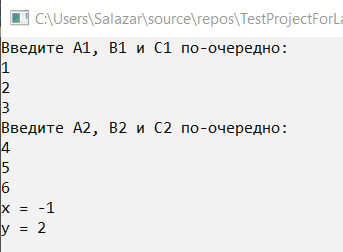 C:\Users\Salazar\source\repos\TestProjectForLa
Введите A1, B1 и C1 по-очередно:
1
2
3
Введите A2, B2 и C2 по-очередно:
4
5
6
x = -1
y = 2